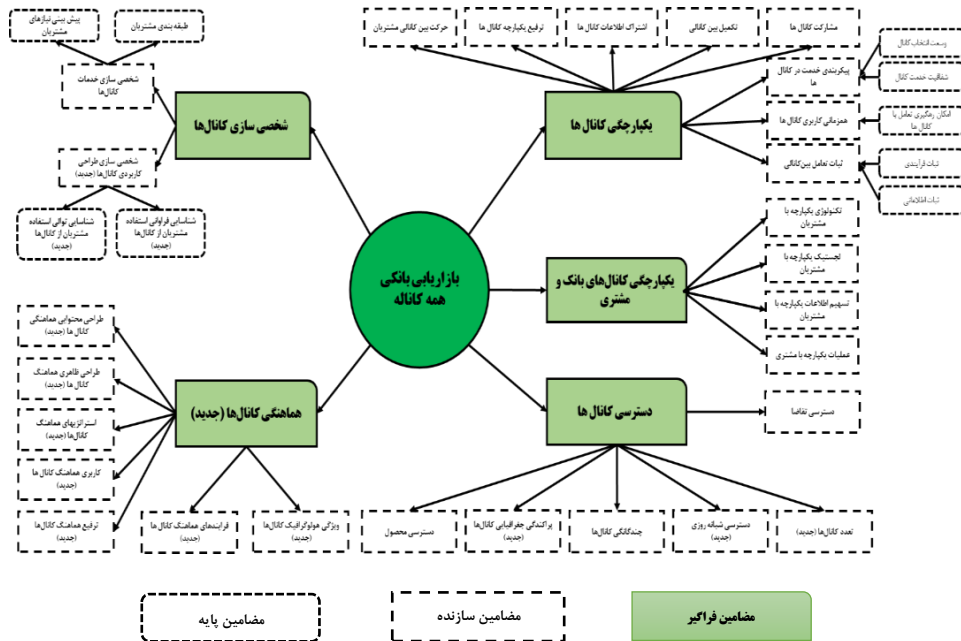 پیش بینی نیازهای
مشتریان
طبقه بندی مشتریان
شخصی سازی خدمات
کانال‌ها
شخصی سازی کانال‌ها
شخصی سازی طراحی
کاربردی کانال‌ها (جدید)
شناسایی توالی استفاده
مشتریان از کانال‌ها
(جدید)
شناسایی فراوانی استفاده
مشتریان از کانال‌ها
(جدید)
مشارکت کانال ها
تکمیل بین کانالی
اشتراک اطلاعات کانال ها
ترفیع یکپارچه کانال ها
حرکت بین کانالی مشتریان
یکپارچگی کانال ها
پیکربندی خدمت در کانال
ها
همزمانی کاربری کانال ها
ثبات تعامل بین‌کانالی
وسعت انتخاب کانال
شفافیت خدمت کانال
امکان رهگیری تعامل با
کانال ها
ثبات فرآیندی
ثبات اطلاعاتی
بازاریابی بانکی
همه کاناله
یکپارچگی کانال‌های بانک و
مشتری
تکنولوژی یکپارچه با
مشتریان
لجستیک یکپارچه با
مشتریان
تسهیم اطلاعات یکپارچه با
مشتریان
عملیات یکپارچه با مشتری
دسترسی کانال ها
دسترسی تقاضا
تعدد کانال‌ها (جدید)
دسترسی شبانه روزی
(جدید)
چندگانگی کانال‌ها
پراکندگی جغرافیایی کانال‌ها
(جدید)
دسترسی محصول
هماهنگی کانال‌ها (جدید)
طراحی محتوایی هماهنگی
کانال ها (جدید)
طراحی ظاهری هماهنگ
کانال ها (جدید)
استراتژیهای هماهنگ
کانال‌ها (جدید)
کاربری هماهنگ کانال ها
(جدید)
ترفیع هماهنگ کانال‌ها
(جدید)
فرایندهای هماهنگ کانال ها
(جدید)
ویژگی هولوگرافیک کانال‌ها
(جدید)
مضامین فراگیر
مضامین سازنده
مضامین پایه